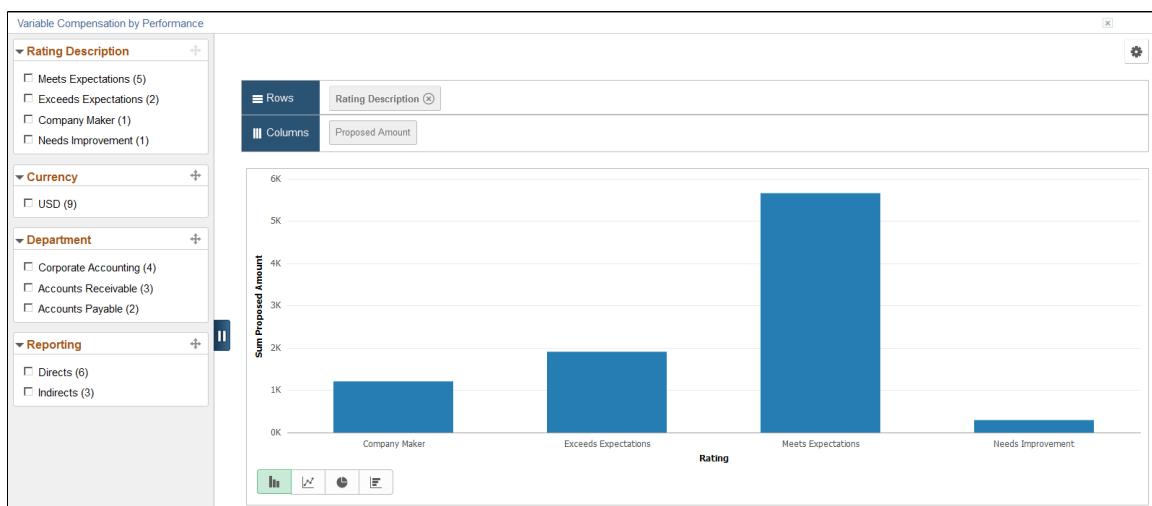 Variable Compensation by Performance
Rating Description
Meets Expectations (5)
Exceeds Expectations (2)
Company Maker (1)
Needs Improvement (1)
Currency
USD (9)
Department
Corporate Accounting (4)
Accounts Receivable (3)
Accounts Payable (2)
Reporting
Directs (6)
Indirects (3)
Rows
Rating Description
Columns
Proposed Amount
6K
5K
4K
3K
2K
1K
0K
Sum Proposed Amount
Company Maker
Exceeds Expectations
Meets Expectations
Needs Improvement
Rating